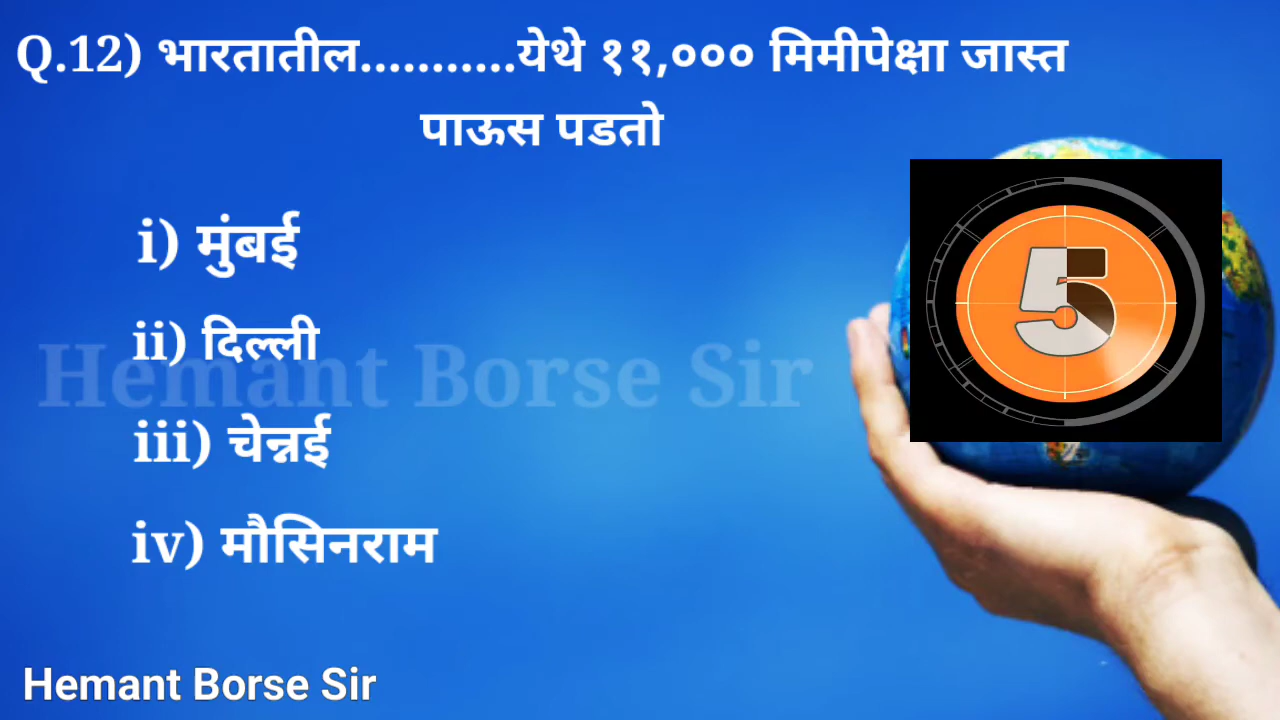 Q.12) भारतातील...........येथे ११,००० मिमीपेक्षा जास्त
पाऊस पडतो
i) मुंबई
ii) दिल्ली
Hemant Borse Sir
iii) चेन्नई
iv) मौसिनराम
Hemant Borse Sir
5